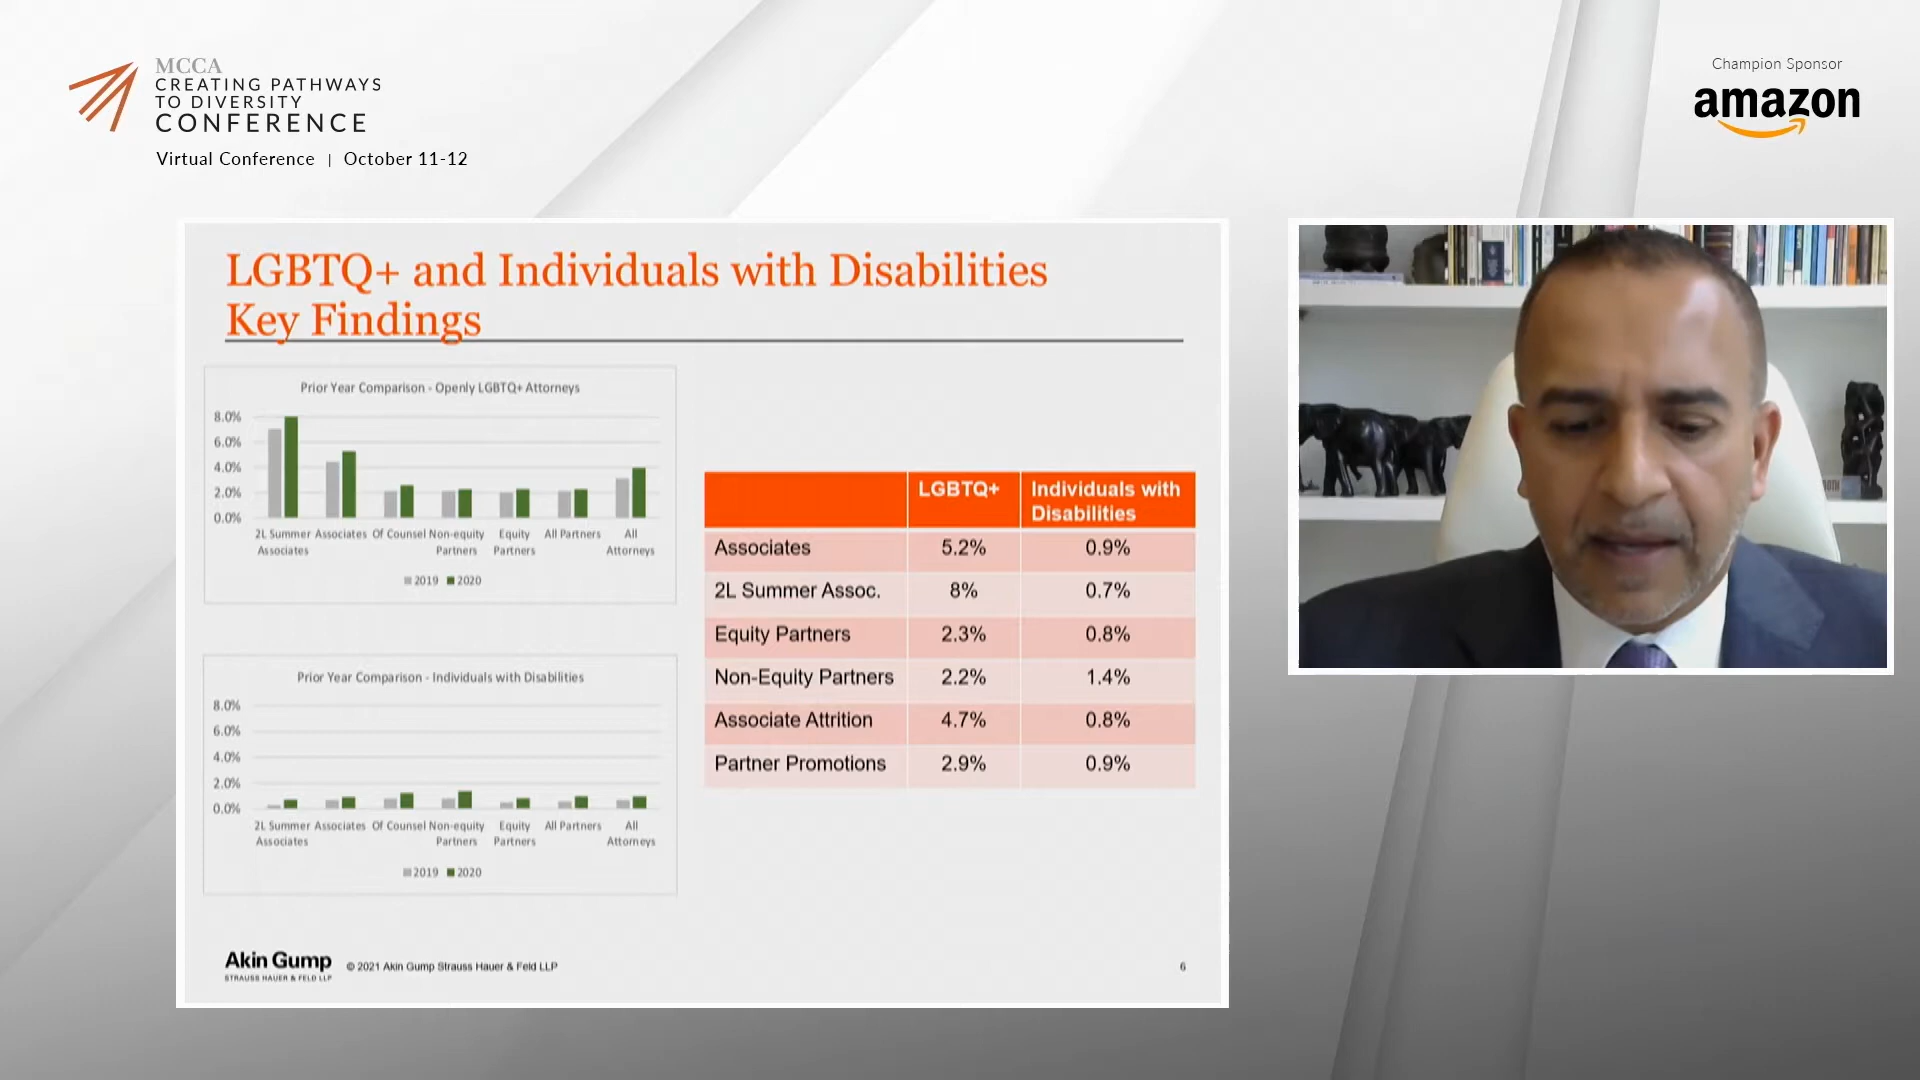 MCCA
CREATING PATHWAYS
TO DIVERSITY
CONFERENCE
Virtual Conference | October 11-12
Champion Sponsor
amazon
LGBTQ+ and Individuals with Disabilities
Key Findings
Prior Year Comparison - Openly LGBTQ+ Attorneys
8.0%
6.0%
4.0%
2.0%
0.0%
2L Summer Associates Of Counsel Non-equity Equity All Partners All
Associates Partners Partners Attorneys
2019 2020
Prior Year Comparison - Individuals with Disabilities
8.0%
6.0%
4.0%
2.0%
0.0%
2L Summer Associates Of Counsel Non-equity Equity All Partners All
Associates Partners Partners Attorneys
2019 2020
LGBTQ+ Individuals with
Disabilities
Associates 5.2% 0.9%
2L Summer Assoc. 8% 0.7%
Equity Partners 2.3% 0.8%
Non-Equity Partners 2.2% 1.4%
Associate Attrition 4.7% 0.8%
Partner Promotions 2.9% 0.9%
Akin Gump
STRAUSS HAUER & FELD LLP
© 2021 Akin Gump Strauss Hauer & Feld LLP
6